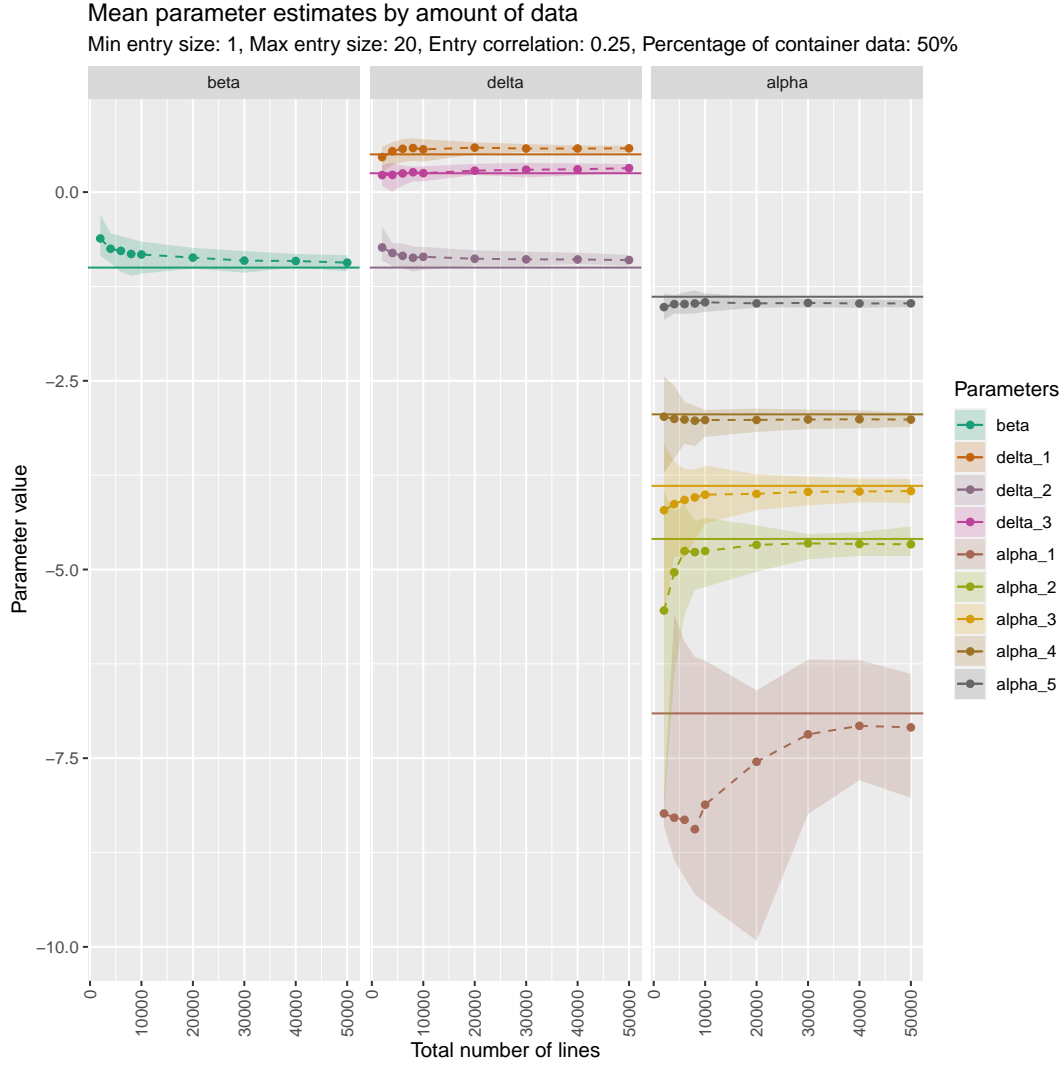 Mean parameter estimates by amount of data
Min entry size: 1, Max entry size: 20, Entry correlation: 0.25, Percentage of container data: 50%
beta
delta
alpha
Parameter value
0.0
−2.5
−5.0
−7.5
−10.0
0
10000
20000
30000
40000
50000
0
10000
20000
30000
40000
50000
0
10000
20000
30000
40000
50000
Total number of lines
Parameters
beta
delta_1
delta_2
delta_3
alpha_1
alpha_2
alpha_3
alpha_4
alpha_5